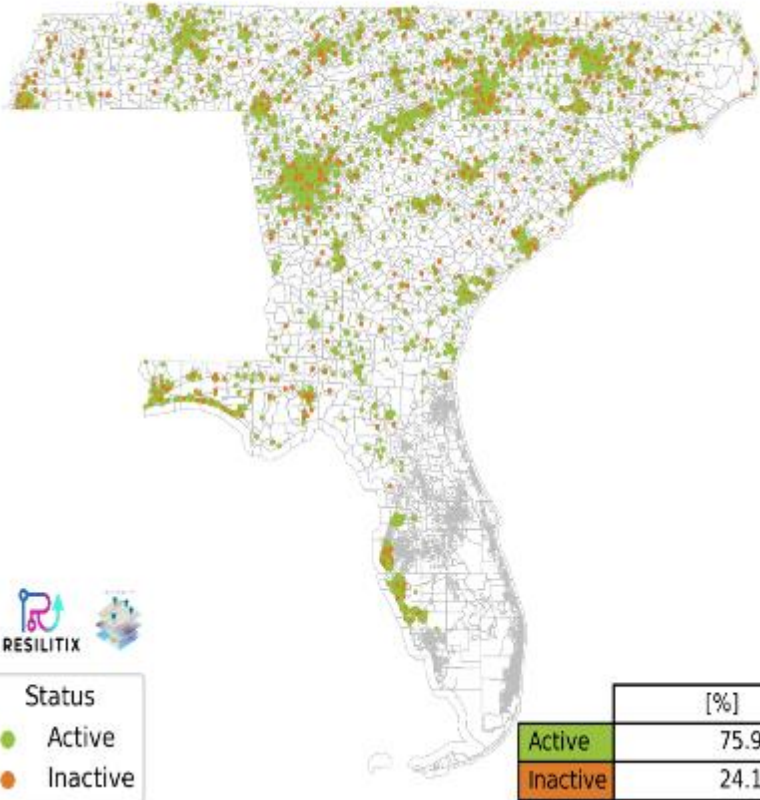 RESILITIX
Status
Active
Inactive
[%]
Active 75.9
Inactive 24.1